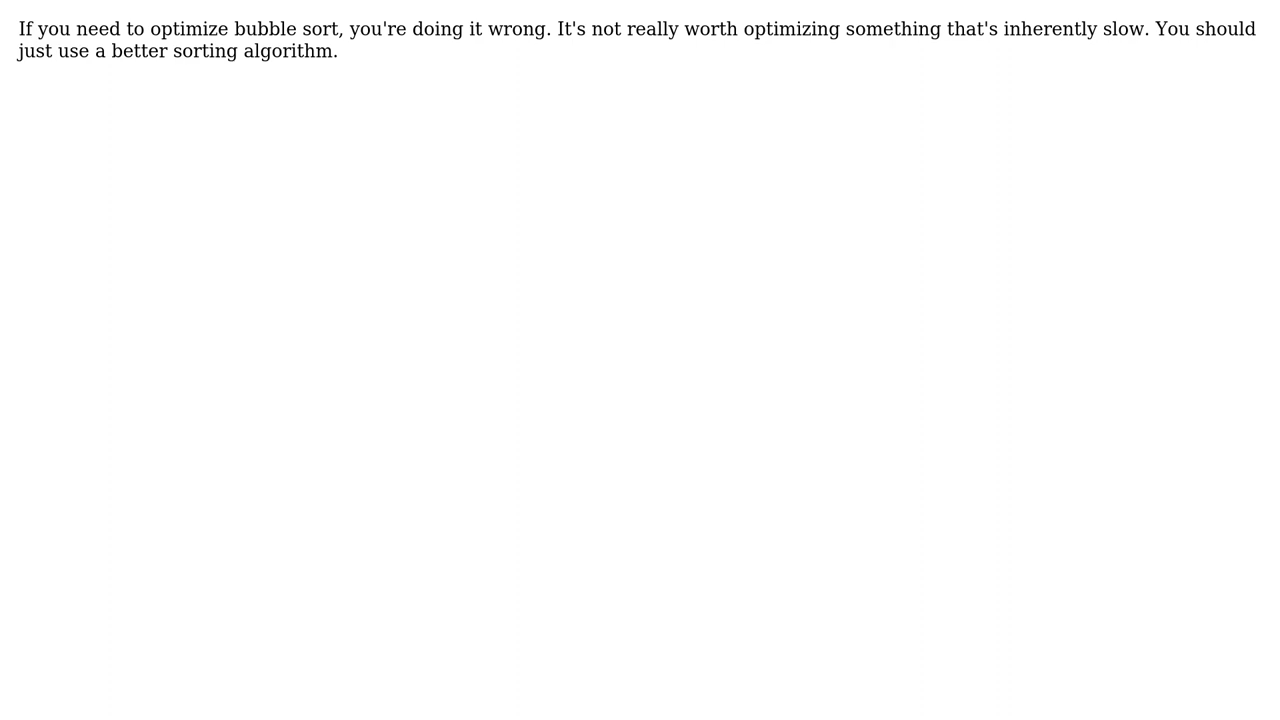 If you need to optimize bubble sort, you're doing it wrong. It's not really worth optimizing something that's inherently slow. You should
just use a better sorting algorithm.